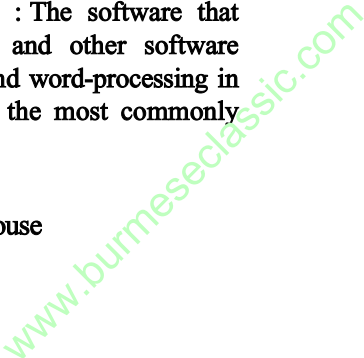 : The software that
and other software
nd word-processing in
the most commonly
ouse
www.burmeseclassic.com